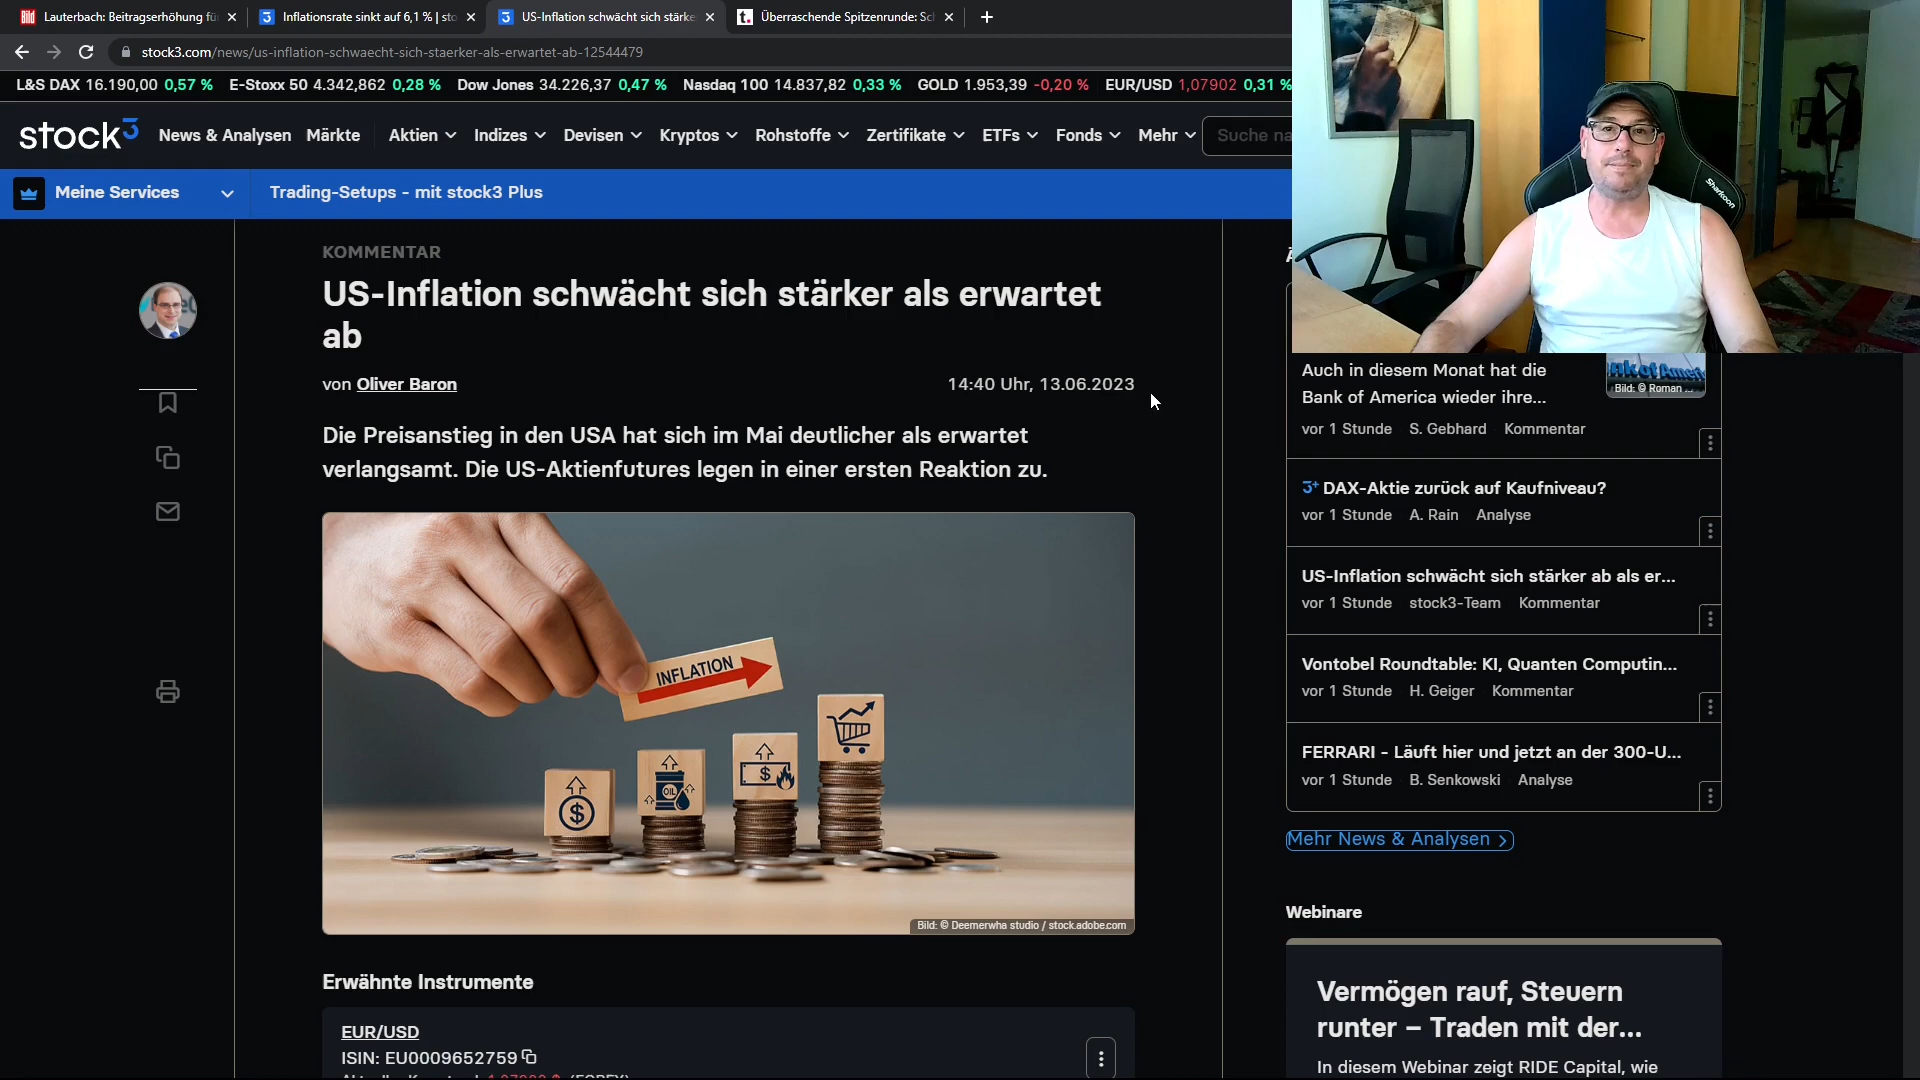 Bild Lauterbach: Beitragserhöhung fü
Inflationsrate sinkt auf 6,1 % | sto
US-Inflation schwächt sich stärke
t. Überraschende Spitzenrunde: Sc
stock3.com/news/us-inflation-schwaecht-sich-staerker-als-erwartet-ab-12544479
L&S DAX 16.190,00 0,57 % E-Stoxx 50 4.342,862 0,28 % Dow Jones 34.226,37 0,47 % Nasdaq 100 14.837,82 0,33 % GOLD 1.953,39 -0,20 % EUR/USD 1,07902 0,31 %
stock3 News & Analysen Märkte Aktien Indizes Devisen Kryptos Rohstoffe Zertifikate ETFs Fonds Mehr Suche na
Meine Services Trading-Setups - mit stock3 Plus
Sharkoon
KOMMENTAR
US-Inflation schwächt sich stärker als erwartet
ab
von Oliver Baron 14:40 Uhr, 13.06.2023
Die Preisanstieg in den USA hat sich im Mai deutlicher als erwartet
verlangsamt. Die US-Aktienfutures legen in einer ersten Reaktion zu.
INFLATION
$
OIL
$
Bild: © Deemerwha studio / stock.adobe.com
Erwähnte Instrumente
EUR/USD
ISIN: EU0009652759
Auch in diesem Monat hat die
Bank of America wieder ihre...
Bild: © Roman ...
vor 1 Stunde S. Gebhard Kommentar
3+ DAX-Aktie zurück auf Kaufniveau?
vor 1 Stunde A. Rain Analyse
US-Inflation schwächt sich stärker ab als er...
vor 1 Stunde stock3-Team Kommentar
Vontobel Roundtable: KI, Quanten Computin...
vor 1 Stunde H. Geiger Kommentar
FERRARI - Läuft hier und jetzt an der 300-U...
vor 1 Stunde B. Senkowski Analyse
Mehr News & Analysen
Webinare
Vermögen rauf, Steuern
runter – Traden mit der...
In diesem Webinar zeigt RIDE Capital, wie